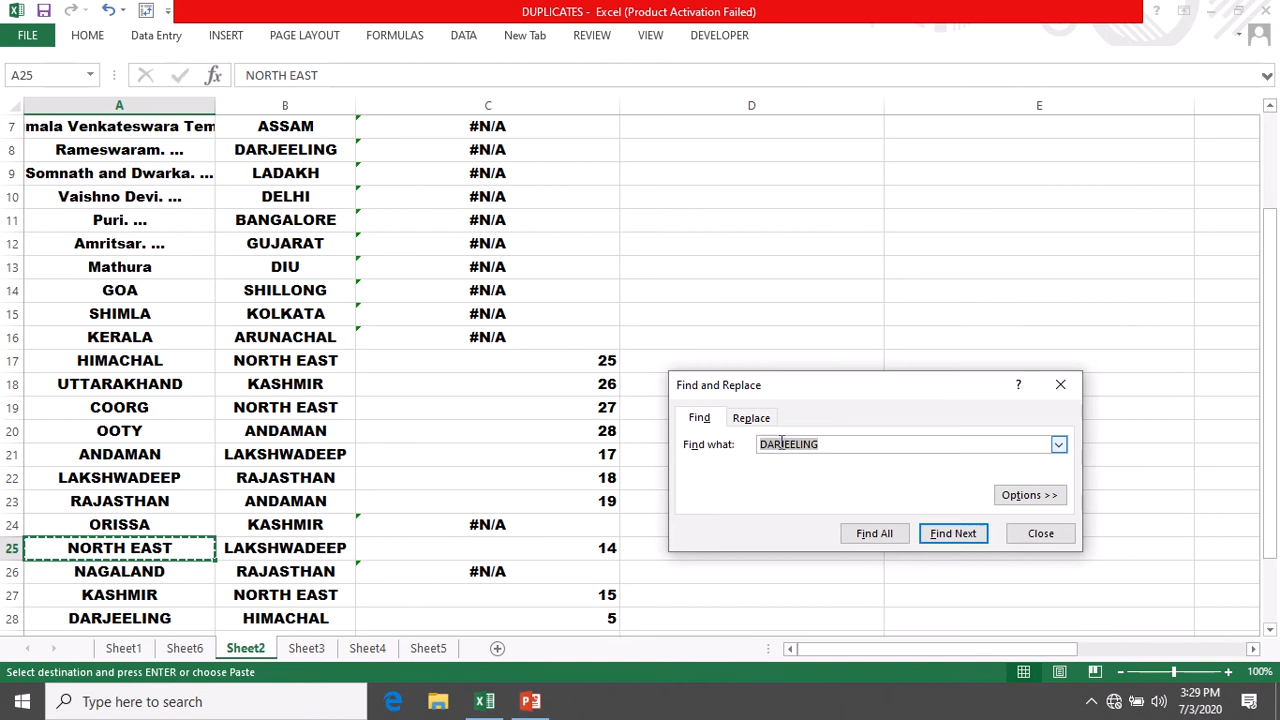 DUPLICATES - Excel (Product Activation Failed)
FILE HOME Data Entry INSERT PAGE LAYOUT FORMULAS DATA New Tab REVIEW VIEW DEVELOPER
A25 fx NORTH EAST
A B C D E
7 mala Venkateswara Tem ASSAM #N/A
8 Rameswaram. ... DARJEELING #N/A
9 Somnath and Dwarka. ... LADAKH #N/A
10 Vaishno Devi. ... DELHI #N/A
11 Puri. ... BANGALORE #N/A
12 Amritsar. ... GUJARAT #N/A
13 Mathura DIU #N/A
14 GOA SHILLONG #N/A
15 SHIMLA KOLKATA #N/A
16 KERALA ARUNACHAL #N/A
17 HIMACHAL NORTH EAST 25
18 UTTARAKHAND KASHMIR 26
19 COORG NORTH EAST 27
20 OOTY ANDAMAN 28
21 ANDAMAN LAKSHWADEEP 17
22 LAKSHWADEEP RAJASTHAN 18
23 RAJASTHAN ANDAMAN 19
24 ORISSA KASHMIR #N/A
25 NORTH EAST LAKSHWADEEP 14
26 NAGALAND RAJASTHAN #N/A
27 KASHMIR NORTH EAST 15
28 DARJEELING HIMACHAL 5
Find and Replace ?
Find Replace
Find what: DARJEELING
Options >>
Find All Find Next Close
Sheet1 Sheet6 Sheet2 Sheet3 Sheet4 Sheet5
Select destination and press ENTER or choose Paste 100%
Type here to search
3:29 PM
7/3/2020